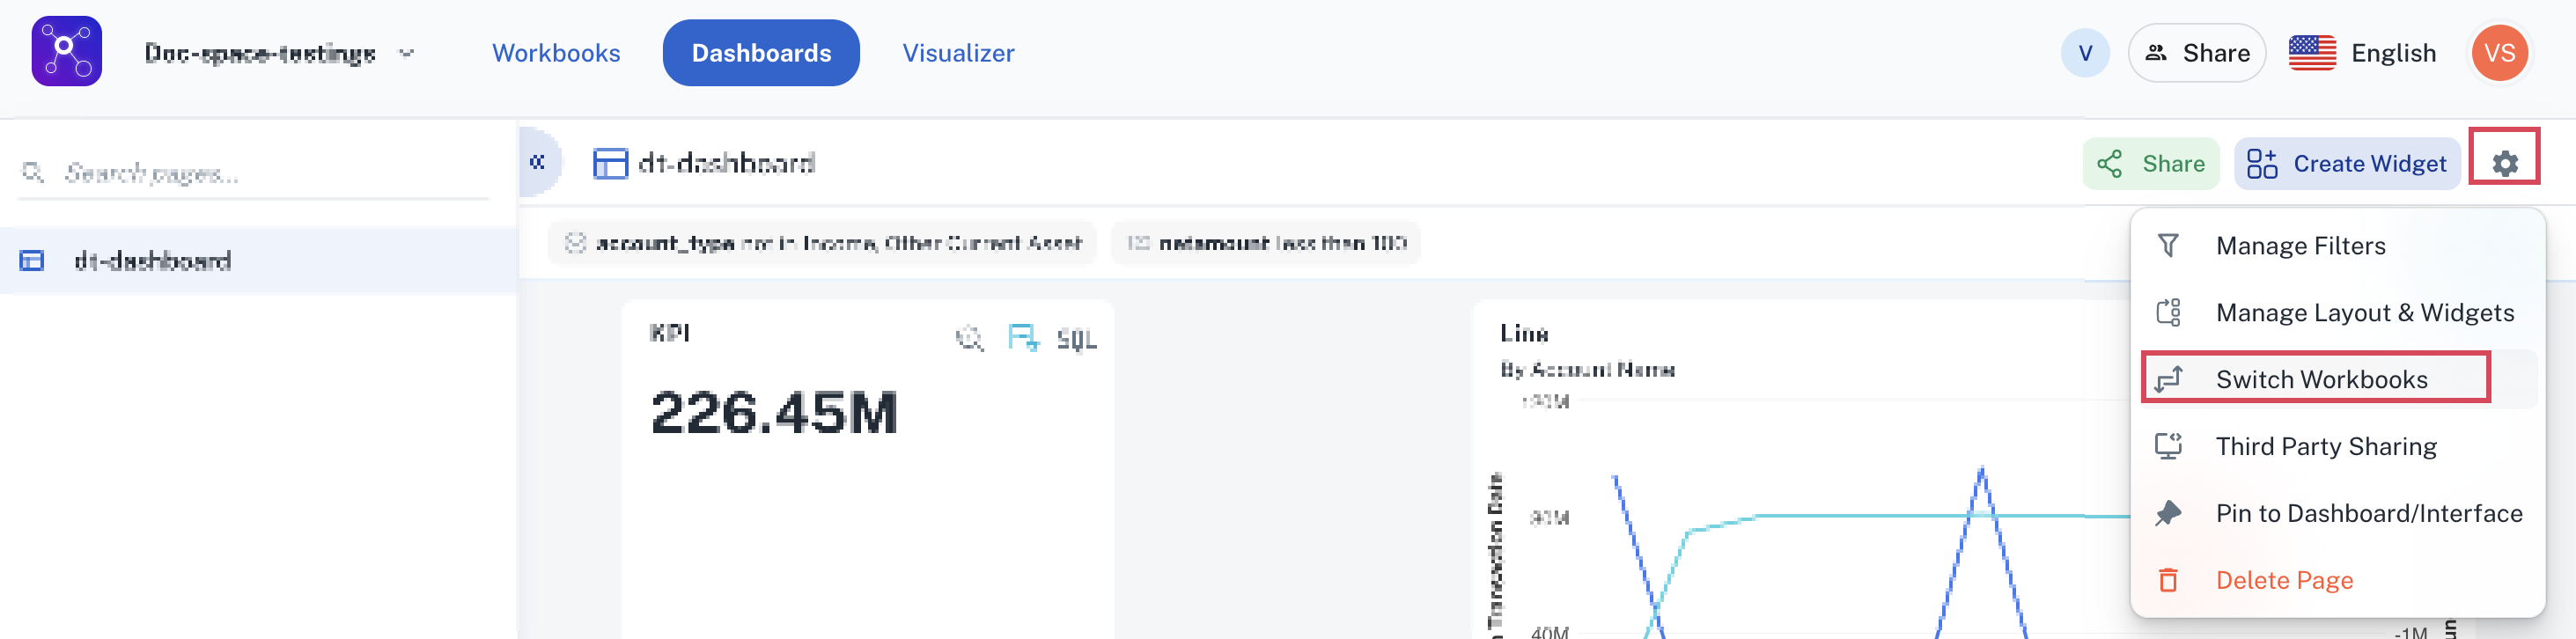 Doc-space-testings
Workbooks
Dashboards
Visualizer
V
Share
English
VS
Search pages...
«
dt-dashboard
Share
Create Widget
dt-dashboard
account_type not in Income, Other Current Asset
123 netamount less than 100
KPI
SQL
226.45M
Line
By Account Name
120M
80M
40M
Transaction Date
-1M
Manage Filters
Manage Layout & Widgets
Switch Workbooks
Third Party Sharing
Pin to Dashboard/Interface
Delete Page